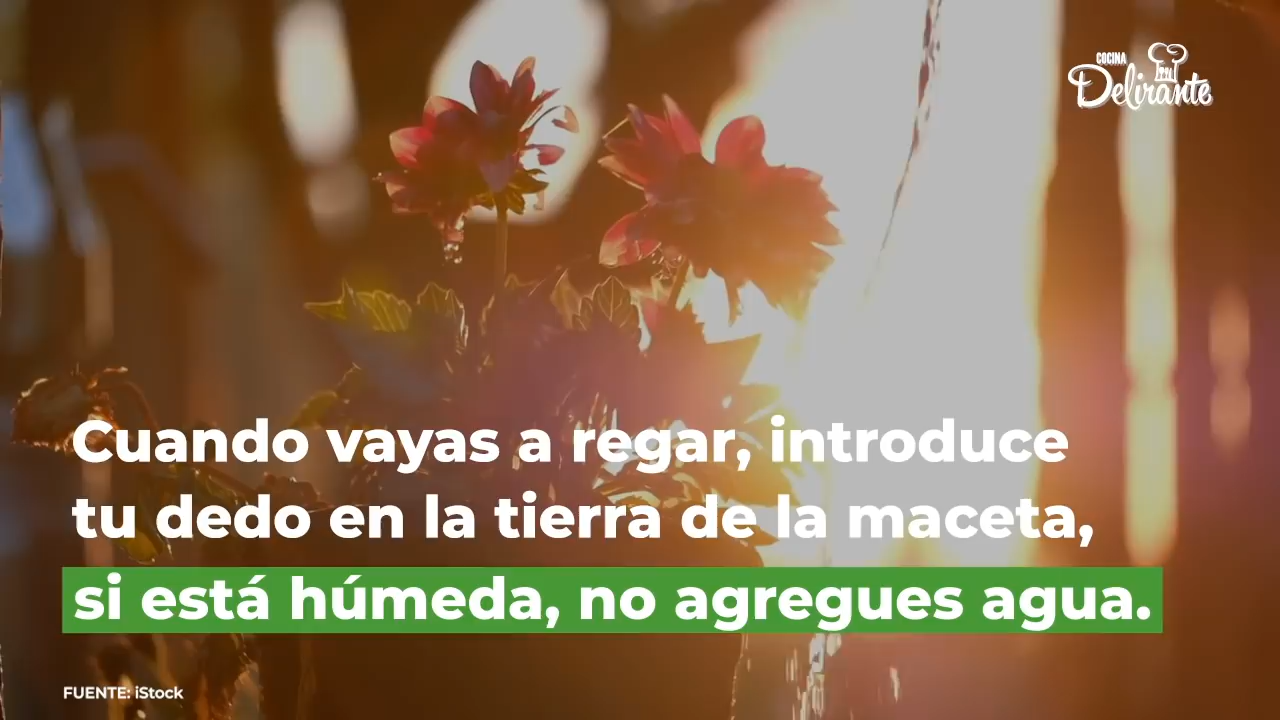 COCINA
Delirante
Cuando vayas a regar, introduce
tu dedo en la tierra de la maceta,
si está húmeda, no agregues agua.
FUENTE: iStock